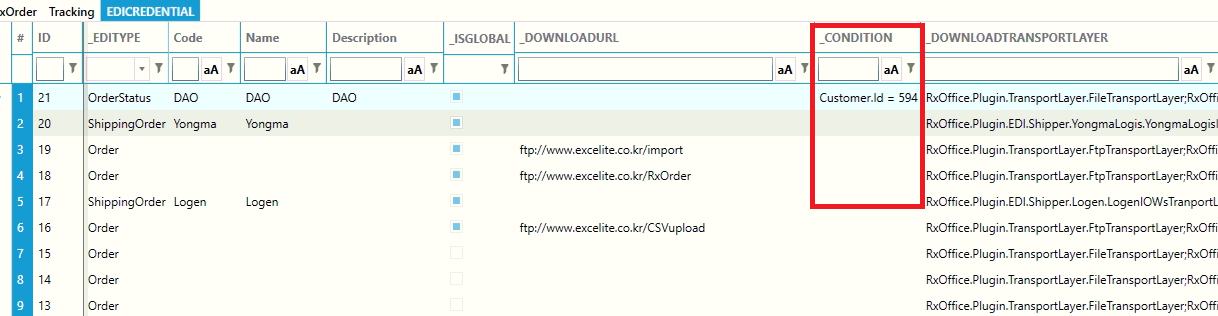 xOrder Tracking EDICREDENTIAL
# ID _EDITYPE Code Name Description _ISGLOBAL _DOWNLOADURL _CONDITION _DOWNLOADTRANSPORTLAYER
aA aA aA aA aA aA
1 21 OrderStatus DAO DAO DAO Customer.Id = 594 RxOffice.Plugin.TransportLayer.FileTransportLayer;RxOffi
2 20 ShippingOrder Yongma Yongma RxOffice.Plugin.EDI.Shipper.YongmaLogis.YongmaLogisI
3 19 Order ftp://www.excelite.co.kr/import RxOffice.Plugin.TransportLayer.FtpTransportLayer;RxOffi
4 18 Order ftp://www.excelite.co.kr/RxOrder RxOffice.Plugin.TransportLayer.FtpTransportLayer;RxOffi
5 17 ShippingOrder Logen Logen RxOffice.Plugin.EDI.Shipper.Logen.LogenIOWsTranportL
6 16 Order ftp://www.excelite.co.kr/CSVupload RxOffice.Plugin.TransportLayer.FtpTransportLayer;RxOffi
7 15 Order RxOffice.Plugin.TransportLayer.FileTransportLayer;RxOffi
8 14 Order RxOffice.Plugin.TransportLayer.FileTransportLayer;RxOffi
9 13 Order RxOffice.Plugin.TransportLayer.FileTransportLayer;RxOffi